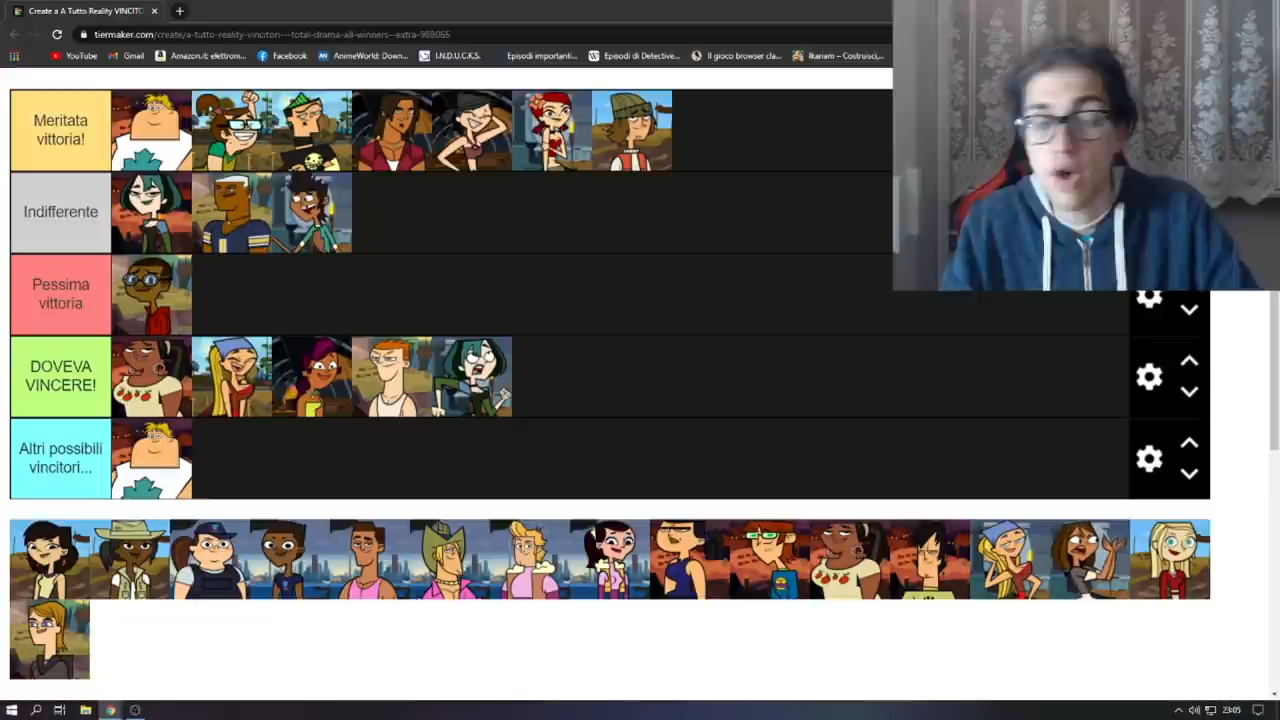 Create a A Tutto Reality VINCITO
tiermaker.com/create/a-tutto-reality-vincitori---total-drama-all-winners--extra-988065
YouTube Gmail Amazon.it: elettrom... Facebook AnimeWorld: Down... I.N.D.U.C.K.S. Episodi importanti... Episodi di Detective... Il gioco browser cla... Ikariam – Costruisci,...
Meritata
vittoria!
Indifferente
Pessima
vittoria
DOVEVA
VINCERE!
Altri possibili
vincitori...
23:05